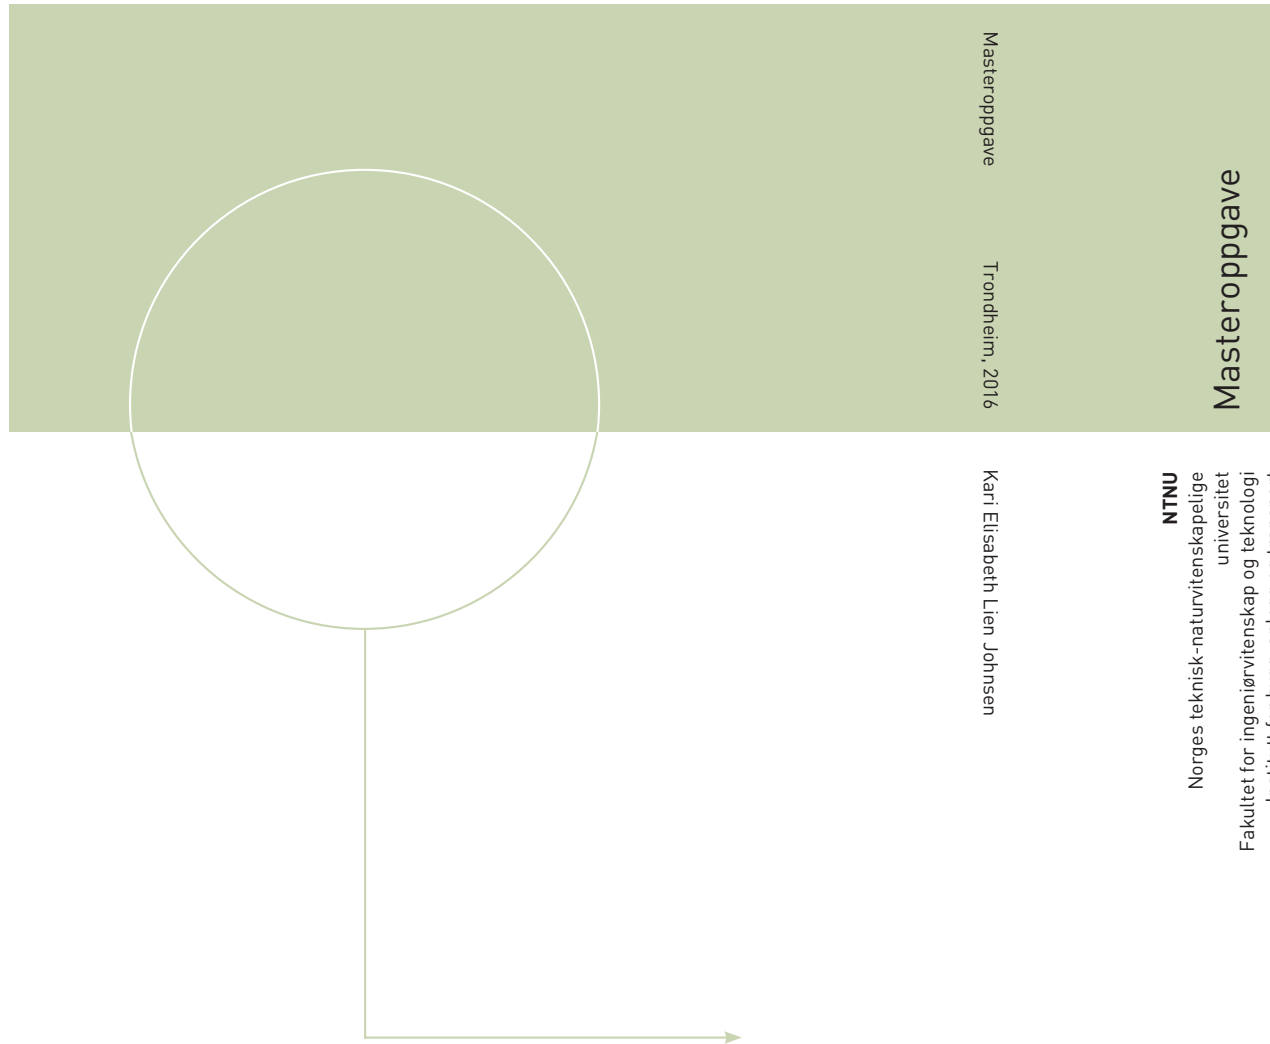 Masteroppgave
Trondheim, 2016
Kari Elisabeth Lien Johnsen
Masteroppgave
NTNU
Norges teknisk-naturvitenskapelige
universitet
Fakultet for ingeniørvitenskap og teknologi